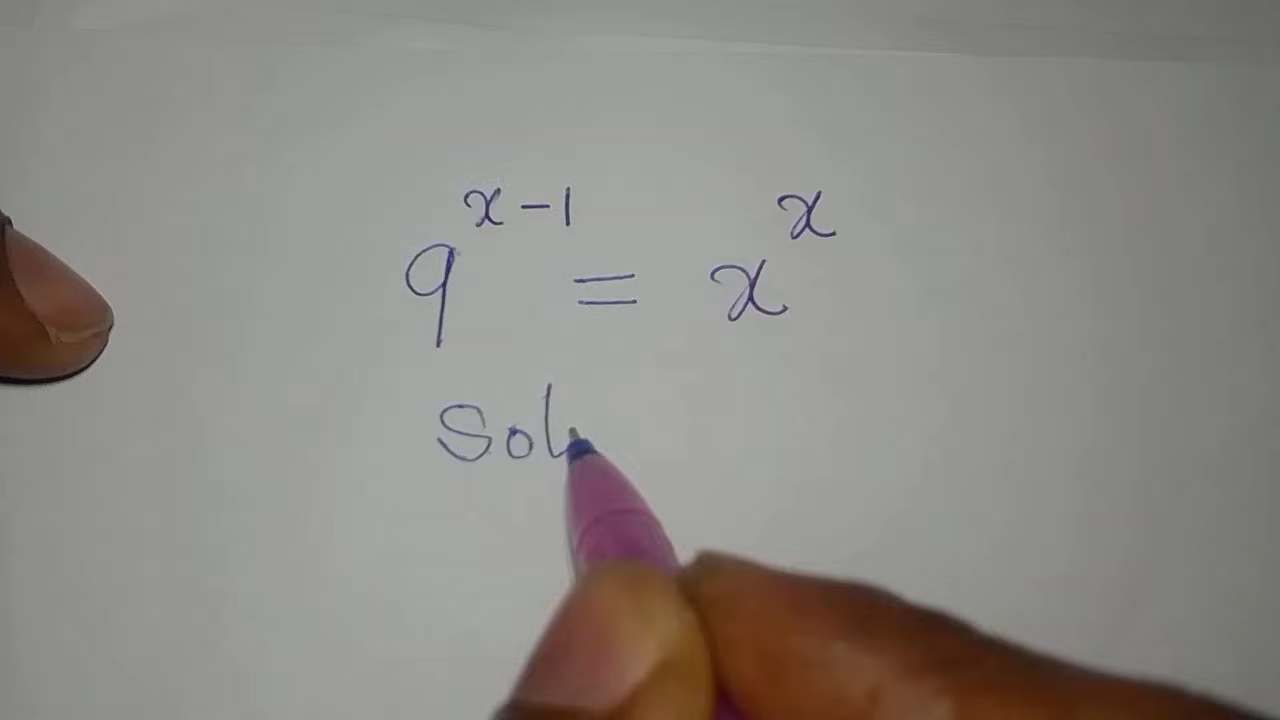 9^{x-1} = x^x
Sol